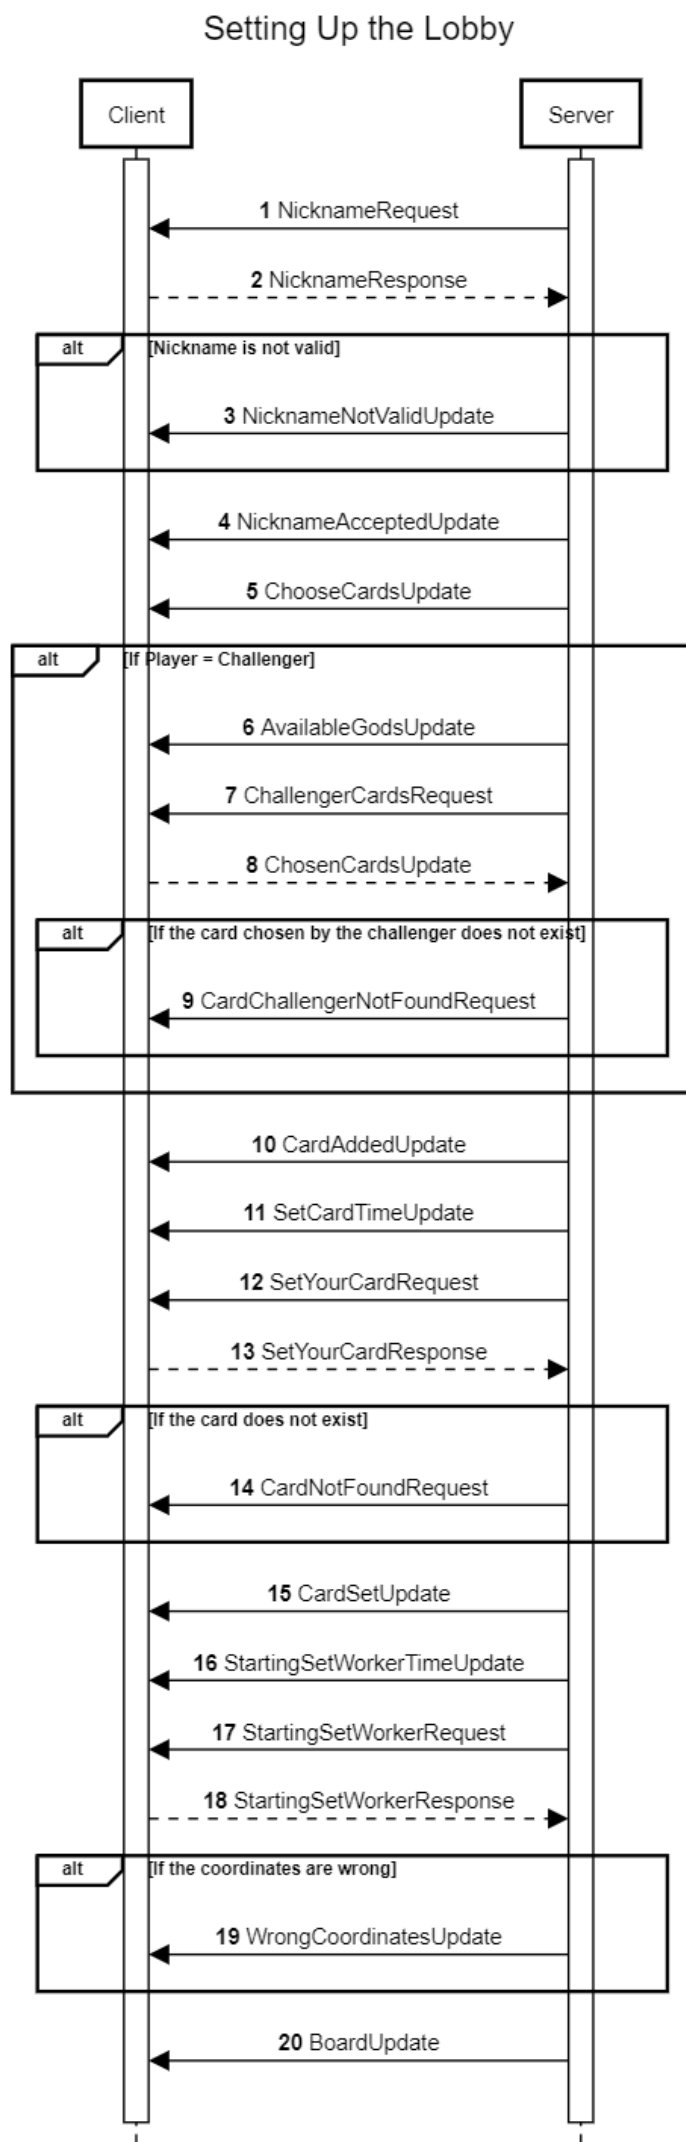 Setting Up the Lobby
Client
Server
1 NicknameRequest
2 NicknameResponse
alt
[Nickname is not valid]
3 NicknameNotValidUpdate
4 NicknameAcceptedUpdate
5 ChooseCardsUpdate
alt
[If Player = Challenger]
6 AvailableGodsUpdate
7 ChallengerCardsRequest
8 ChosenCardsUpdate
alt
[If the card chosen by the challenger does not exist]
9 CardChallengerNotFoundRequest
10 CardAddedUpdate
11 SetCardTimeUpdate
12 SetYourCardRequest
13 SetYourCardResponse
alt
[If the card does not exist]
14 CardNotFoundRequest
15 CardSetUpdate
16 StartingSetWorkerTimeUpdate
17 StartingSetWorkerRequest
18 StartingSetWorkerResponse
alt
[If the coordinates are wrong]
19 WrongCoordinatesUpdate
20 BoardUpdate